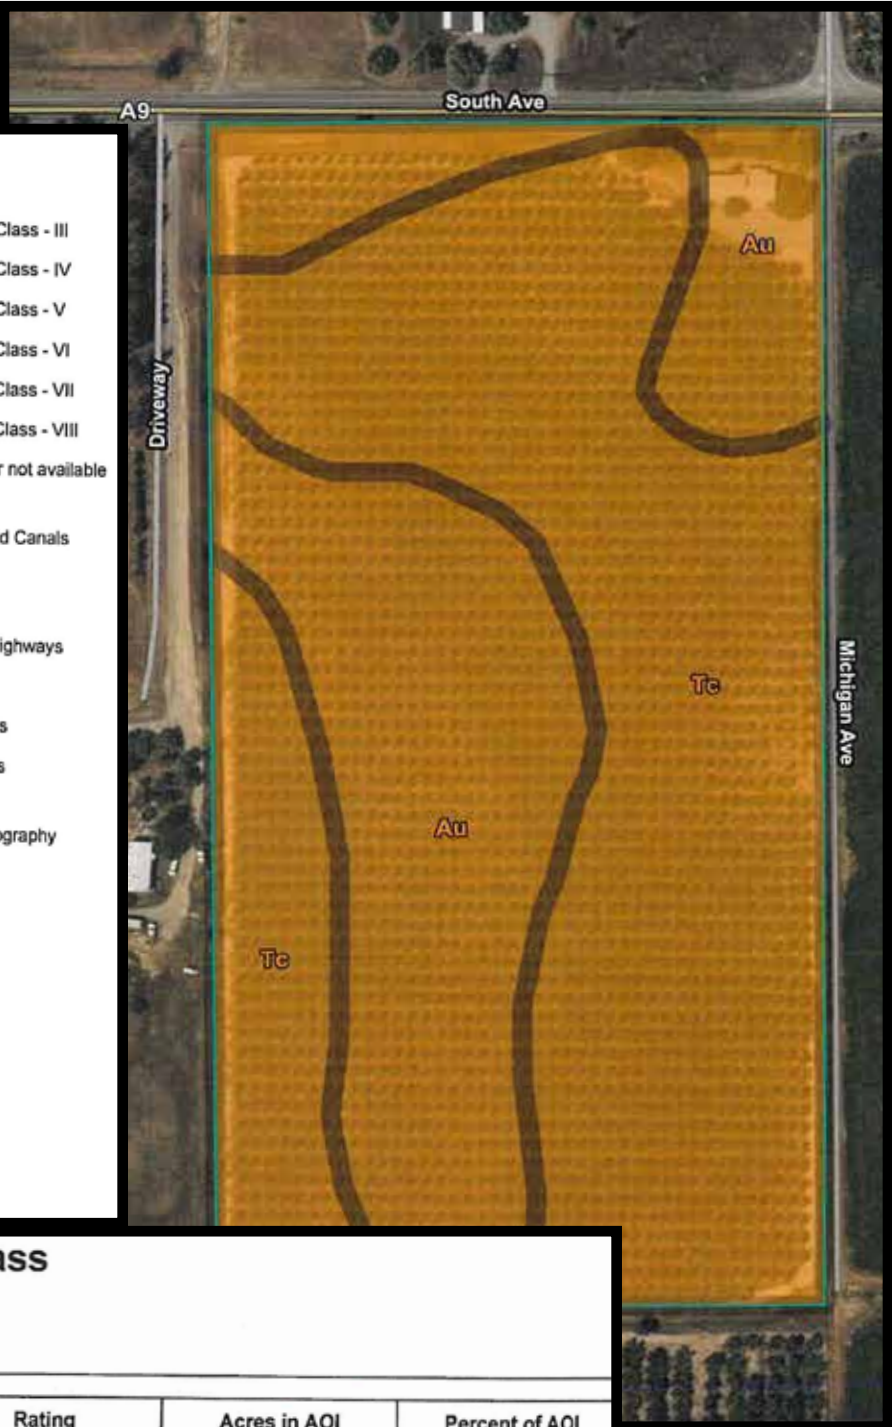 South Ave
A9
Class - III
Class - IV
Class - V
Class - VI
Class - VII
Class - VIII
not available
d Canals
ighways
s
s
ography
Driveway
Au
Tc
Michigan Ave
Au
Tc
ass
Rating
Acres in AOI
Percent of AOI